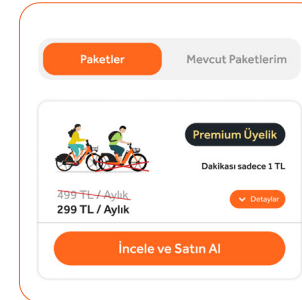 Paketler
Mevcut Paketlerim
Premium Üyelik
Dakikası sadece 1 TL
499 TL / Aylık
299 TL / Aylık
Detaylar
İncele ve Satın Al